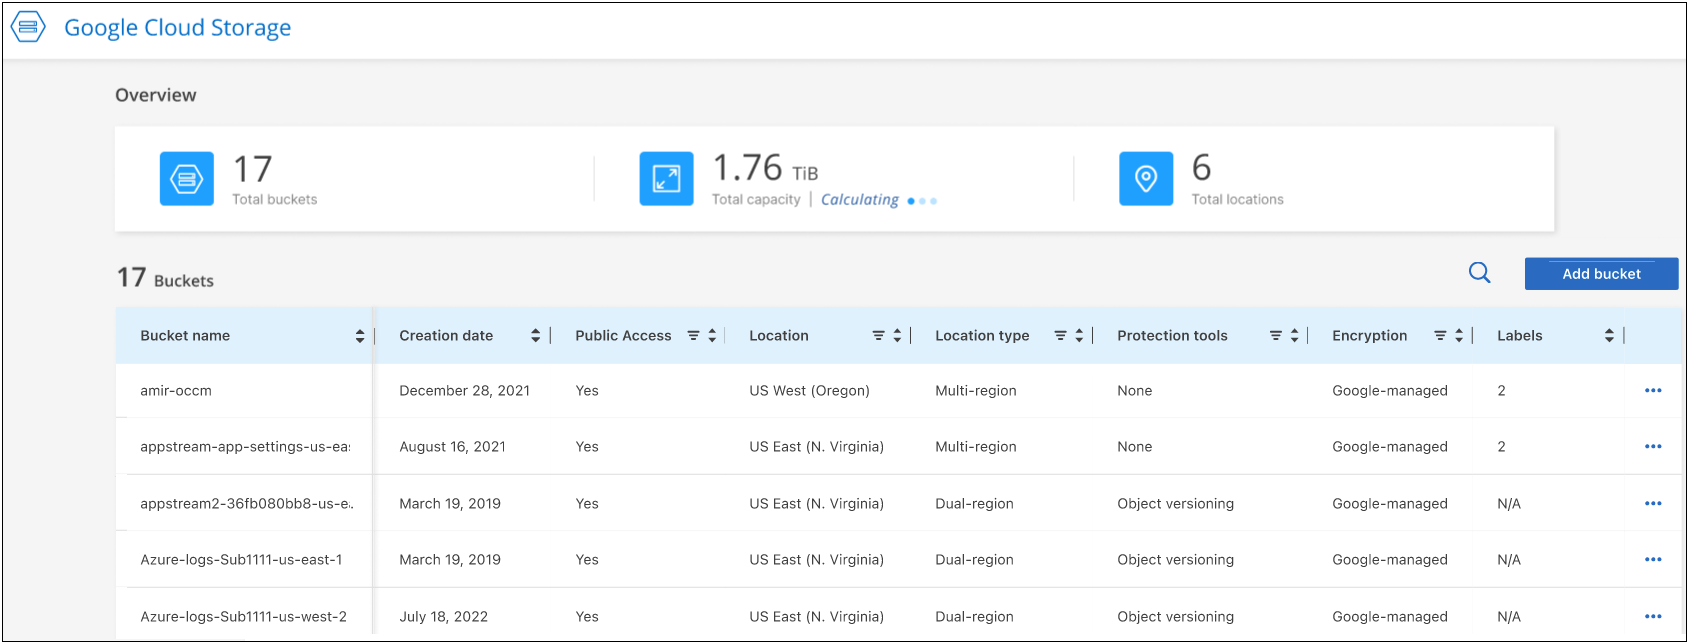 Google Cloud Storage
Overview
17
Total buckets
1.76 TiB
Total capacity | Calculating
6
Total locations
17 Buckets
Add bucket
Bucket name Creation date Public Access Location Location type Protection tools Encryption Labels
amir-occm December 28, 2021 Yes US West (Oregon) Multi-region None Google-managed 2
appstream-app-settings-us-ea August 16, 2021 Yes US East (N. Virginia) Multi-region None Google-managed 2
appstream2-36fb080bb8-us-e.. March 19, 2019 Yes US East (N. Virginia) Dual-region Object versioning Google-managed N/A
Azure-logs-Sub1111-us-east-1 March 19, 2019 Yes US East (N. Virginia) Dual-region Object versioning Google-managed N/A
Azure-logs-Sub1111-us-west-2 July 18, 2022 Yes US East (N. Virginia) Dual-region Object versioning Google-managed N/A